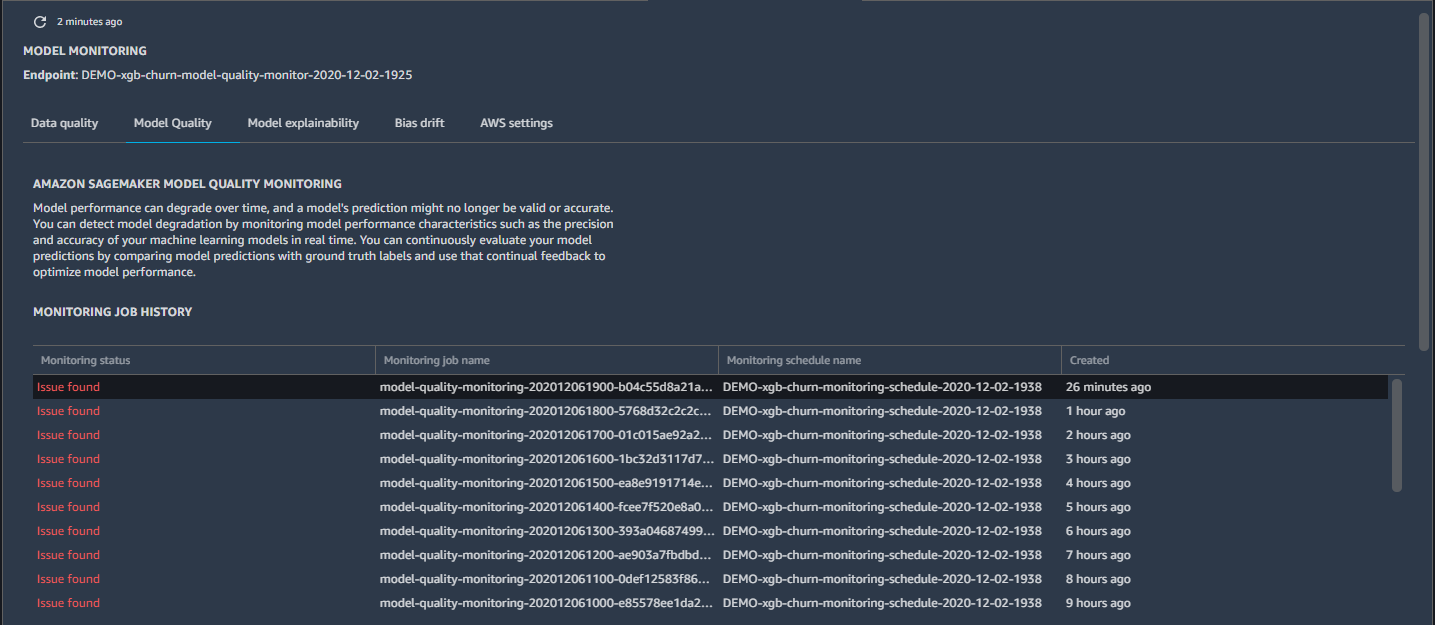 2 minutes ago
MODEL MONITORING
Endpoint: DEMO-xgb-churn-model-quality-monitor-2020-12-02-1925
Data quality Model Quality Model explainability Bias drift AWS settings
AMAZON SAGEMAKER MODEL QUALITY MONITORING
Model performance can degrade over time, and a model's prediction might no longer be valid or accurate.
You can detect model degradation by monitoring model performance characteristics such as the precision
and accuracy of your machine learning models in real time. You can continuously evaluate your model
predictions by comparing model predictions with ground truth labels and use that continual feedback to
optimize model performance.
MONITORING JOB HISTORY
Monitoring status Monitoring job name Monitoring schedule name Created
Issue found model-quality-monitoring-202012061900-b04c55d8a21a... DEMO-xgb-churn-monitoring-schedule-2020-12-02-1938 26 minutes ago
Issue found model-quality-monitoring-202012061800-5768d32c2c2c... DEMO-xgb-churn-monitoring-schedule-2020-12-02-1938 1 hour ago
Issue found model-quality-monitoring-202012061700-01c015ae92a2... DEMO-xgb-churn-monitoring-schedule-2020-12-02-1938 2 hours ago
Issue found model-quality-monitoring-202012061600-1bc32d3117d7... DEMO-xgb-churn-monitoring-schedule-2020-12-02-1938 3 hours ago
Issue found model-quality-monitoring-202012061500-ea8e9191714e... DEMO-xgb-churn-monitoring-schedule-2020-12-02-1938 4 hours ago
Issue found model-quality-monitoring-202012061400-fcee7f520e8a0... DEMO-xgb-churn-monitoring-schedule-2020-12-02-1938 5 hours ago
Issue found model-quality-monitoring-202012061300-393a04687499... DEMO-xgb-churn-monitoring-schedule-2020-12-02-1938 6 hours ago
Issue found model-quality-monitoring-202012061200-ae903a7fbdbd... DEMO-xgb-churn-monitoring-schedule-2020-12-02-1938 7 hours ago
Issue found model-quality-monitoring-202012061100-0def12583f86... DEMO-xgb-churn-monitoring-schedule-2020-12-02-1938 8 hours ago
Issue found model-quality-monitoring-202012061000-e85578ee1da2... DEMO-xgb-churn-monitoring-schedule-2020-12-02-1938 9 hours ago